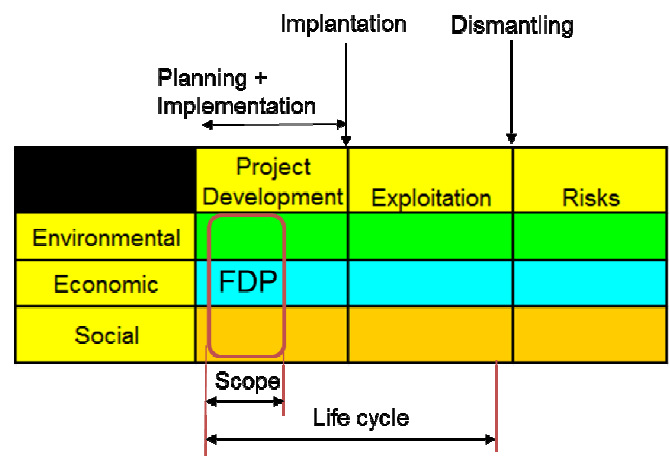 Implantation
Dismantling
Planning +
Implementation
Project
Development
Exploitation
Risks
Environmental
Economic
FDP
Social
Scope
Life cycle